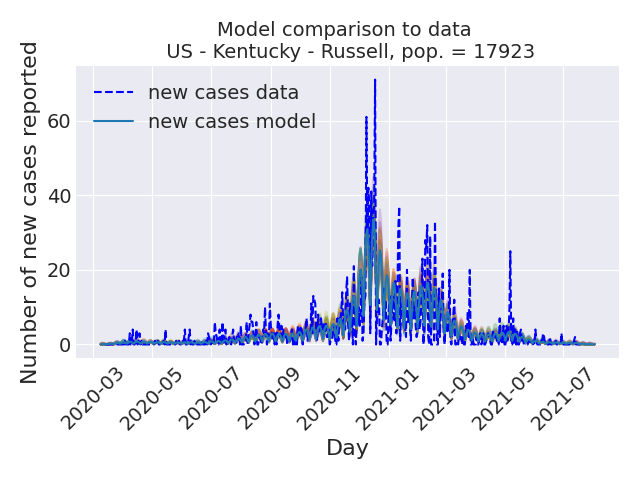 Model comparison to data
US - Kentucky - Russell, pop. = 17923
Number of new cases reported
new cases data
new cases model
60
40
20
0
2020-03
2020-05
2020-07
2020-09
2020-11
2021-01
2021-03
2021-05
2021-07
Day